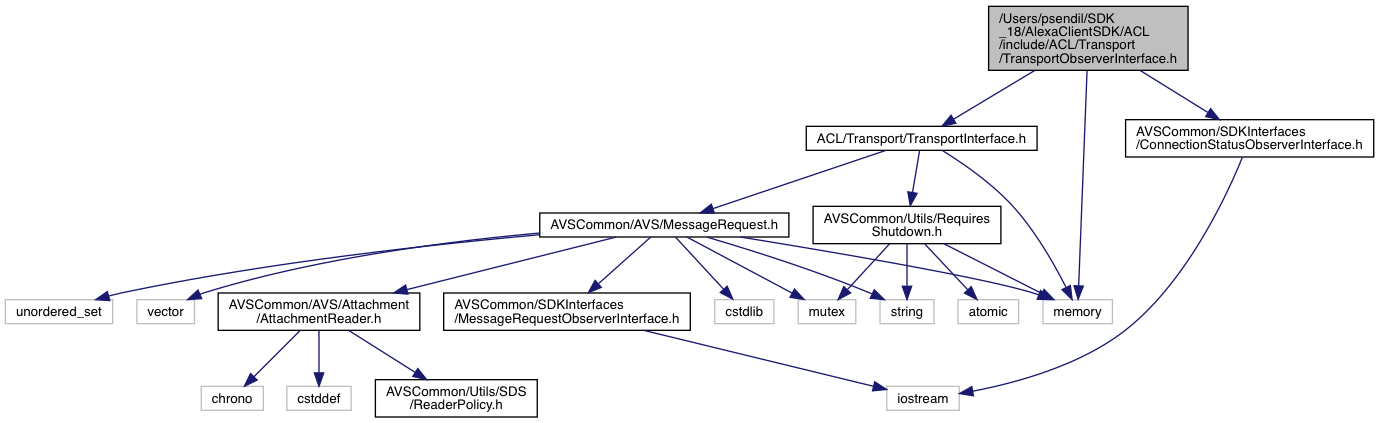 /Users/psendil/SDK
_18/AlexaClientSDK/ACL
/include/ACL/Transport
/TransportObserverInterface.h
ACL/Transport/TransportInterface.h
AVSCommon/SDKInterfaces
/ConnectionStatusObserverInterface.h
AVSCommon/AVS/MessageRequest.h
AVSCommon/Utils/Requires
Shutdown.h
unordered_set
vector
AVSCommon/AVS/Attachment
/AttachmentReader.h
AVSCommon/SDKInterfaces
/MessageRequestObserverInterface.h
cstdlib
mutex
string
atomic
memory
chrono
cstddef
AVSCommon/Utils/SDS
/ReaderPolicy.h
iostream